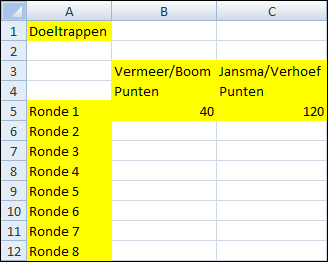 A B C
1 Doeltrappen
2
3 Vermeer/Boom Jansma/Verhoef
4 Punten Punten
5 Ronde 1 40 120
6 Ronde 2
7 Ronde 3
8 Ronde 4
9 Ronde 5
10 Ronde 6
11 Ronde 7
12 Ronde 8